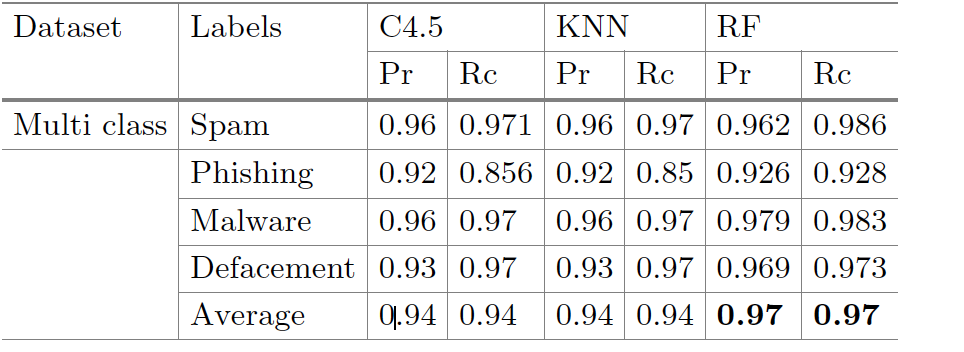 Dataset Labels C4.5 KNN RF
Pr Rc Pr Rc Pr Rc
Multi class Spam 0.96 0.971 0.96 0.97 0.962 0.986
Phishing 0.92 0.856 0.92 0.85 0.926 0.928
Malware 0.96 0.97 0.96 0.97 0.979 0.983
Defacement 0.93 0.97 0.93 0.97 0.969 0.973
Average 0.94 0.94 0.94 0.94 0.97 0.97